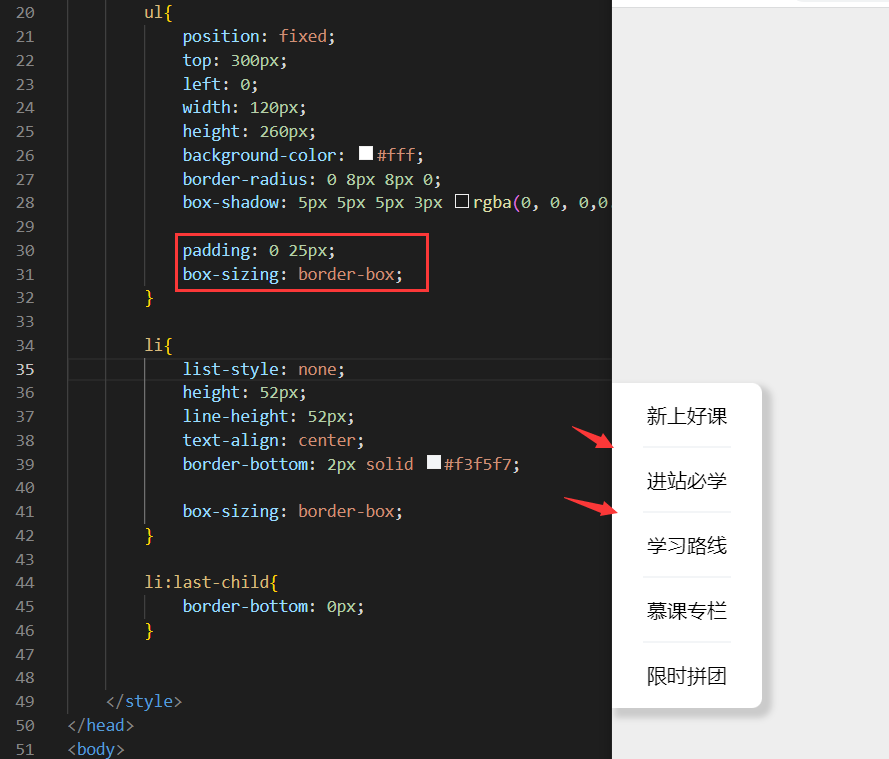 20 ul{
21 position: fixed;
22 top: 300px;
23 left: 0;
24 width: 120px;
25 height: 260px;
26 background-color: #fff;
27 border-radius: 0 8px 8px 0;
28 box-shadow: 5px 5px 5px 3px rgba(0, 0, 0,0.
29
30 padding: 0 25px;
31 box-sizing: border-box;
32 }
33
34 li{
35 list-style: none;
36 height: 52px;
37 line-height: 52px;
38 text-align: center;
39 border-bottom: 2px solid #f3f5f7;
40
41 box-sizing: border-box;
42 }
43
44 li:last-child{
45 border-bottom: 0px;
46 }
47
48
49 </style>
50 </head>
51 <body>
新上好课
进站必学
学习路线
慕课专栏
限时拼团